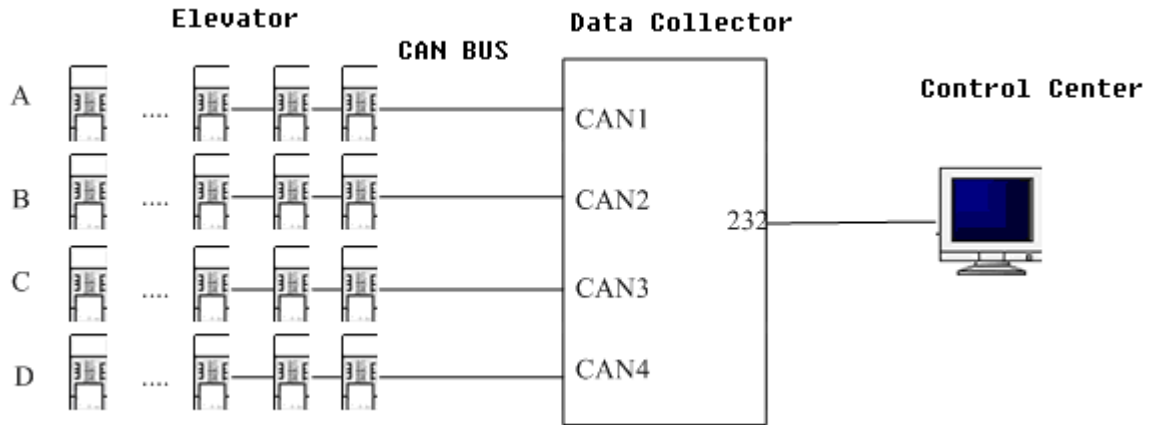 Elevator
Data Collector
CAN BUS
Control Center
A
....
CAN1
B
....
CAN2
232
C
....
CAN3
D
....
CAN4